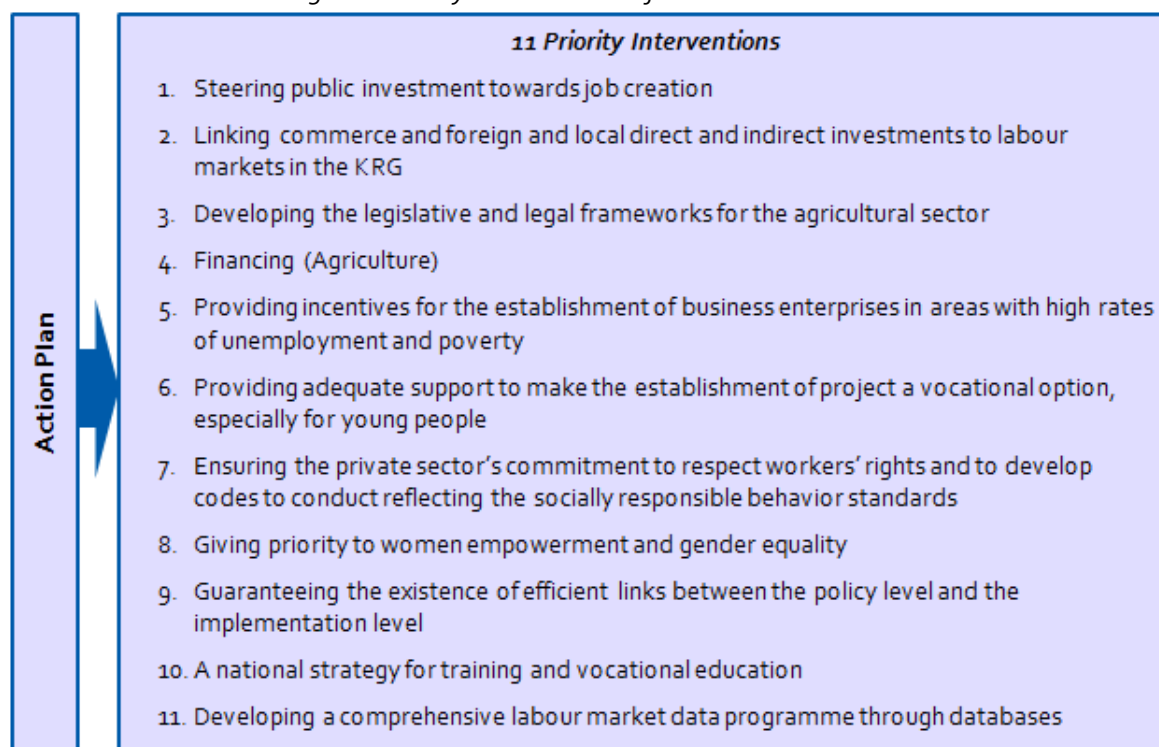 11 Priority Interventions
1. Steering public investment towards job creation
2. Linking commerce and foreign and local direct and indirect investments to labour
markets in the KRG
3. Developing the legislative and legal frameworks for the agricultural sector
4. Financing (Agriculture)
5. Providing incentives for the establishment of business enterprises in areas with high rates
of unemployment and poverty
6. Providing adequate support to make the establishment of project a vocational option,
especially for young people
7. Ensuring the private sector's commitment to respect workers' rights and to develop
codes to conduct reflecting the socially responsible behavior standards
8. Giving priority to women empowerment and gender equality
9. Guaranteeing the existence of efficient links between the policy level and the
implementation level
10. A national strategy for training and vocational education
11. Developing a comprehensive labour market data programme through databases
Action Plan